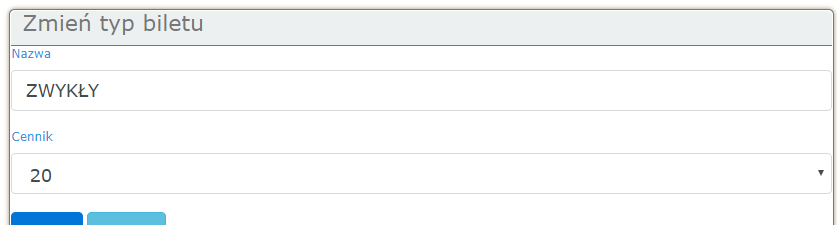 Zmień typ biletu
Nazwa
ZWYKŁY
Cennik
20